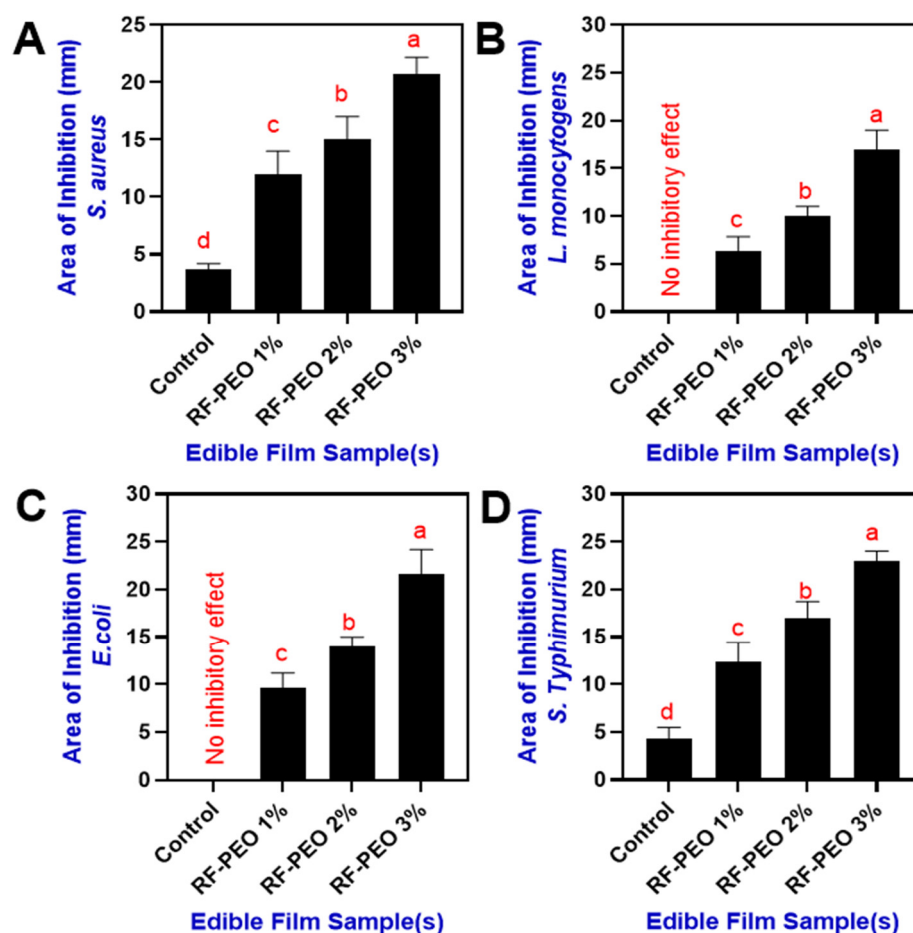 A
Area of Inhibition (mm)
S. aureus
25
20
15
10
5
0
d
c
b
a
Control
RF-PEO 1%
RF-PEO 2%
RF-PEO 3%
Edible Film Sample(s)
B
Area of Inhibition (mm)
L. monocytogens
30
25
20
15
10
5
0
No inhibitory effect
c
b
a
Control
RF-PEO 1%
RF-PEO 2%
RF-PEO 3%
Edible Film Sample(s)
C
Area of Inhibition (mm)
E.coli
30
25
20
15
10
5
0
No inhibitory effect
c
b
a
Control
RF-PEO 1%
RF-PEO 2%
RF-PEO 3%
Edible Film Sample(s)
D
Area of Inhibition (mm)
S. Typhimurium
30
25
20
15
10
5
0
d
c
b
a
Control
RF-PEO 1%
RF-PEO 2%
RF-PEO 3%
Edible Film Sample(s)